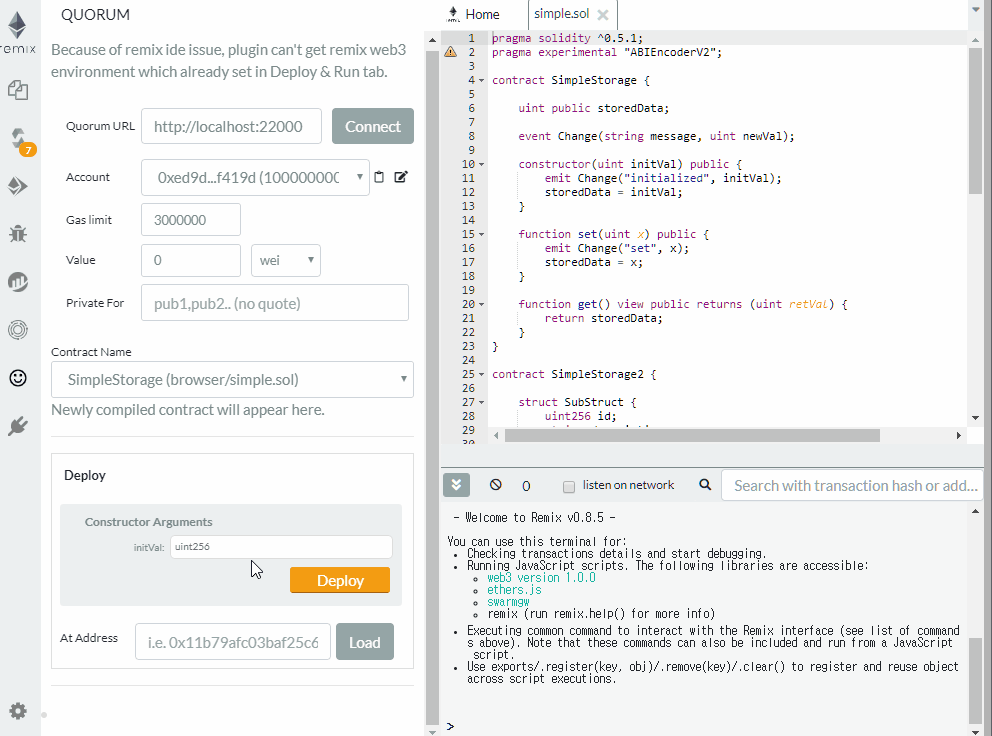 remix
7
QUORUM
Because of remix ide issue, plugin can't get remix web3
environment which already set in Deploy & Run tab.
Quorum URL http://localhost:22000 Connect
Account 0xed9d...f419d (100000000
Gas limit 3000000
Value 0 wei
Private For pub1,pub2.. (no quote)
Contract Name
SimpleStorage (browser/simple.sol)
Newly compiled contract will appear here.
Deploy
Constructor Arguments
initVal: uint256
Deploy
At Address i.e. 0x11b79afc03baf25c6 Load
Home simple.sol
1 pragma solidity ^0.5.1;
2 pragma experimental "ABIEncoderV2";
3
4 contract SimpleStorage {
5
6 uint public storedData;
7
8 event Change(string message, uint newVal);
9
10 constructor(uint initVal) public {
11 emit Change("initialized", initVal);
12 storedData = initVal;
13 }
14
15 function set(uint x) public {
16 emit Change("set", x);
17 storedData = x;
18 }
19
20 function get() view public returns (uint retVal) {
21 return storedData;
22 }
23 }
24
25 contract SimpleStorage2 {
26
27 struct SubStruct {
28 uint256 id;
29
30
0 listen on network Search with transaction hash or add...
- Welcome to Remix v0.8.5 -
You can use this terminal for:
• Checking transactions details and start debugging.
• Running JavaScript scripts. The following libraries are accessible:
◦ web3 version 1.0.0
◦ ethers.js
◦ swarmgw
◦ remix (run remix.help() for more info)
• Executing common command to interact with the Remix interface (see list of command
s above). Note that these commands can also be included and run from a JavaScript
script.
• Use exports/.register(key, obj)/.remove(key)/.clear() to register and reuse object
across script executions.
>